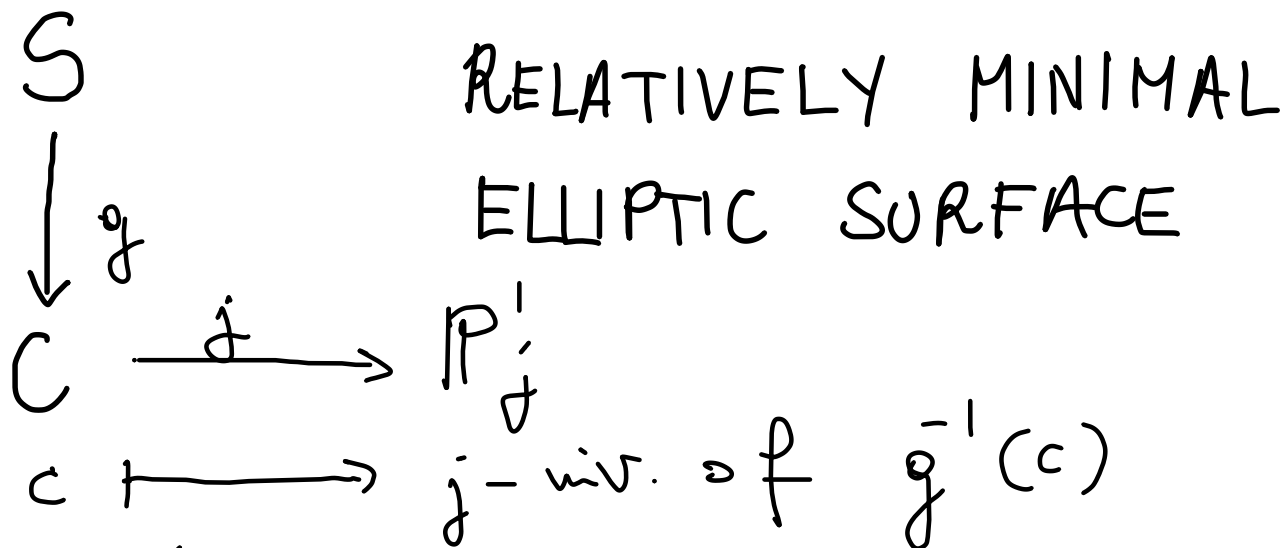 S RELATIVELY MINIMAL
g ELLIPTIC SURFACE
C j ℙ¹ⱼ
c ↦ j-inv. of g⁻¹(c)